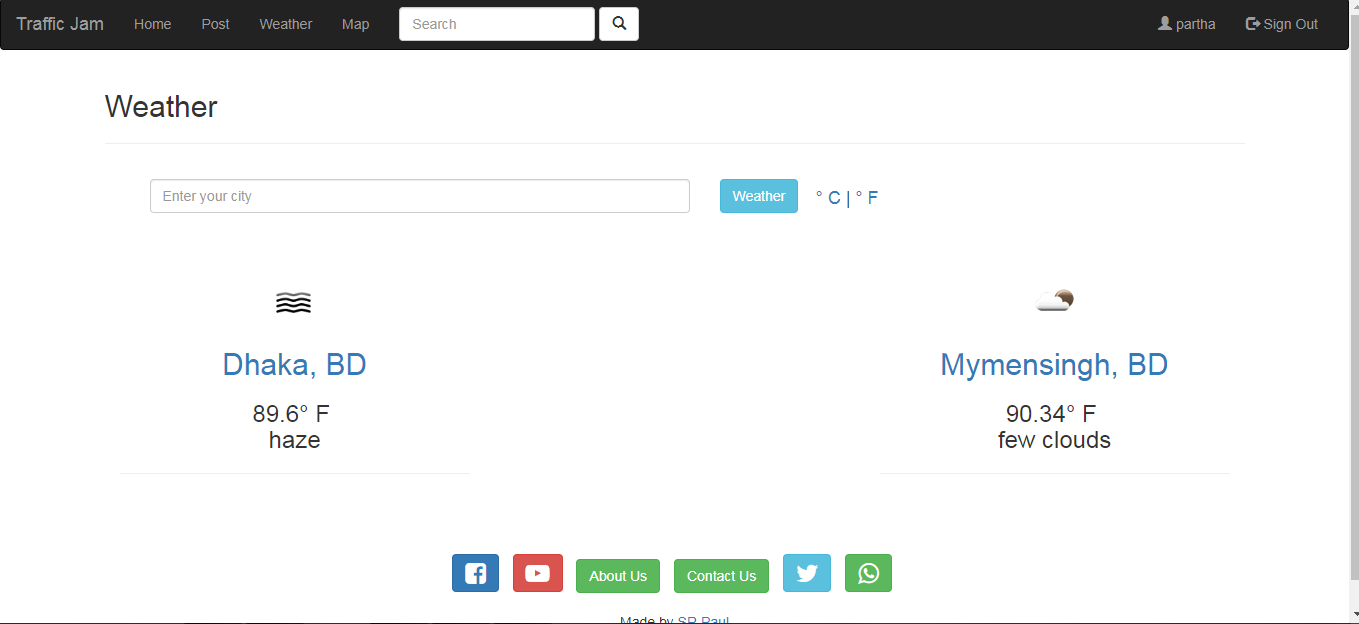 Traffic Jam Home Post Weather Map Search partha Sign Out
Weather
Enter your city Weather ° C | ° F
Dhaka, BD
89.6° F
haze
Mymensingh, BD
90.34° F
few clouds
About Us Contact Us
Made by SR Paul